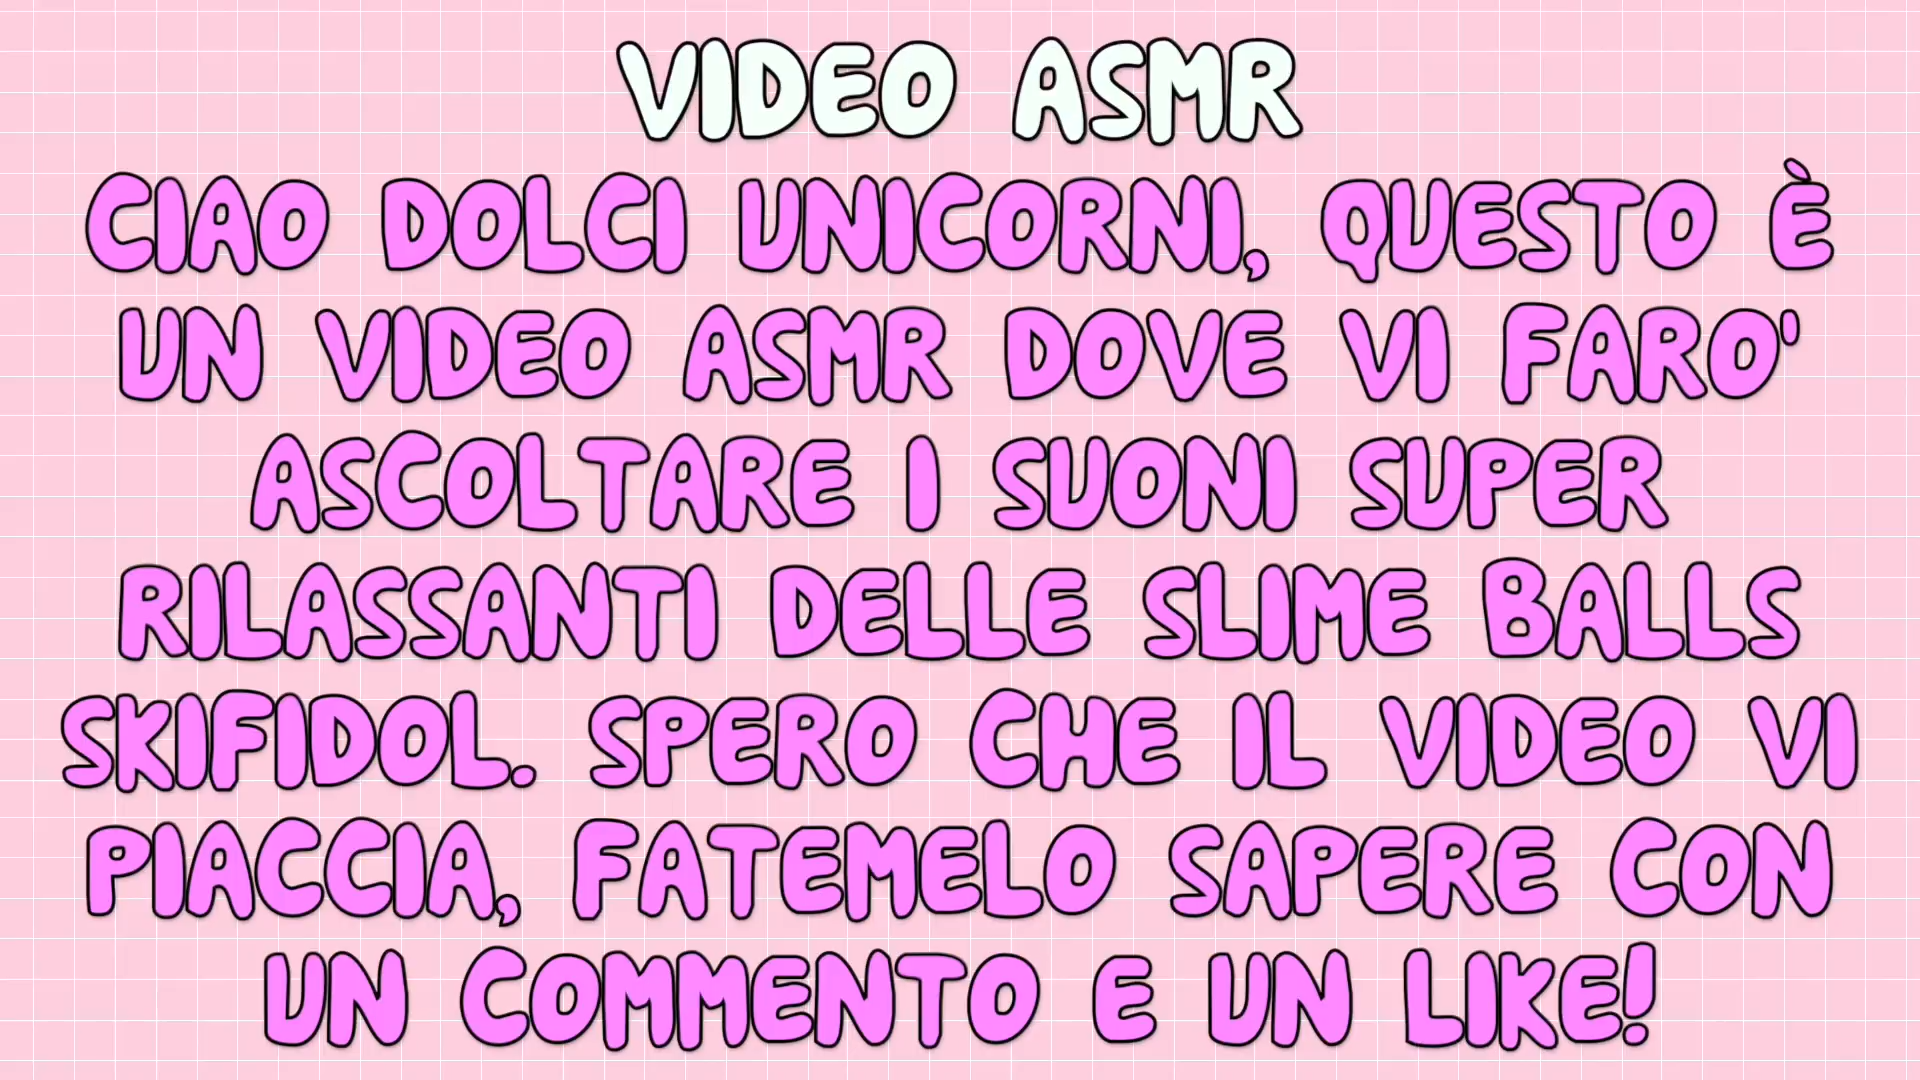 VIDEO ASMR
CIAO DOLCI UNICORNI, QUESTO È
UN VIDEO ASMR DOVE VI FARO'
ASCOLTARE I SUONI SUPER
RILASSANTI DELLE SLIME BALLS
SKIFIDOL. SPERO CHE IL VIDEO VI
PIACCIA, FATEMELO SAPERE CON
UN COMMENTO E UN LIKE!